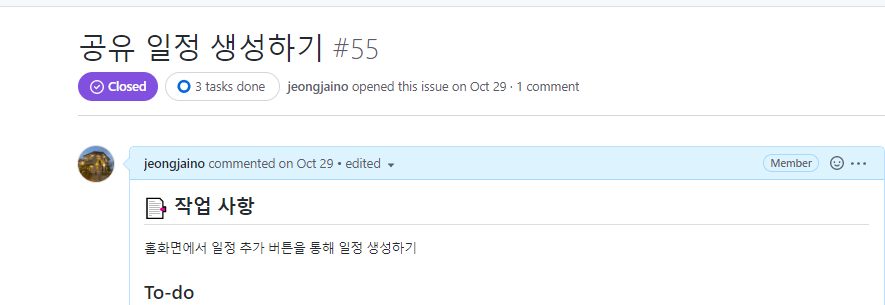 공유 일정 생성하기 #55
Closed 3 tasks done jeongjaino opened this issue on Oct 29 · 1 comment
jeongjaino commented on Oct 29 • edited Member
작업 사항
홈화면에서 일정 추가 버튼을 통해 일정 생성하기
To-do